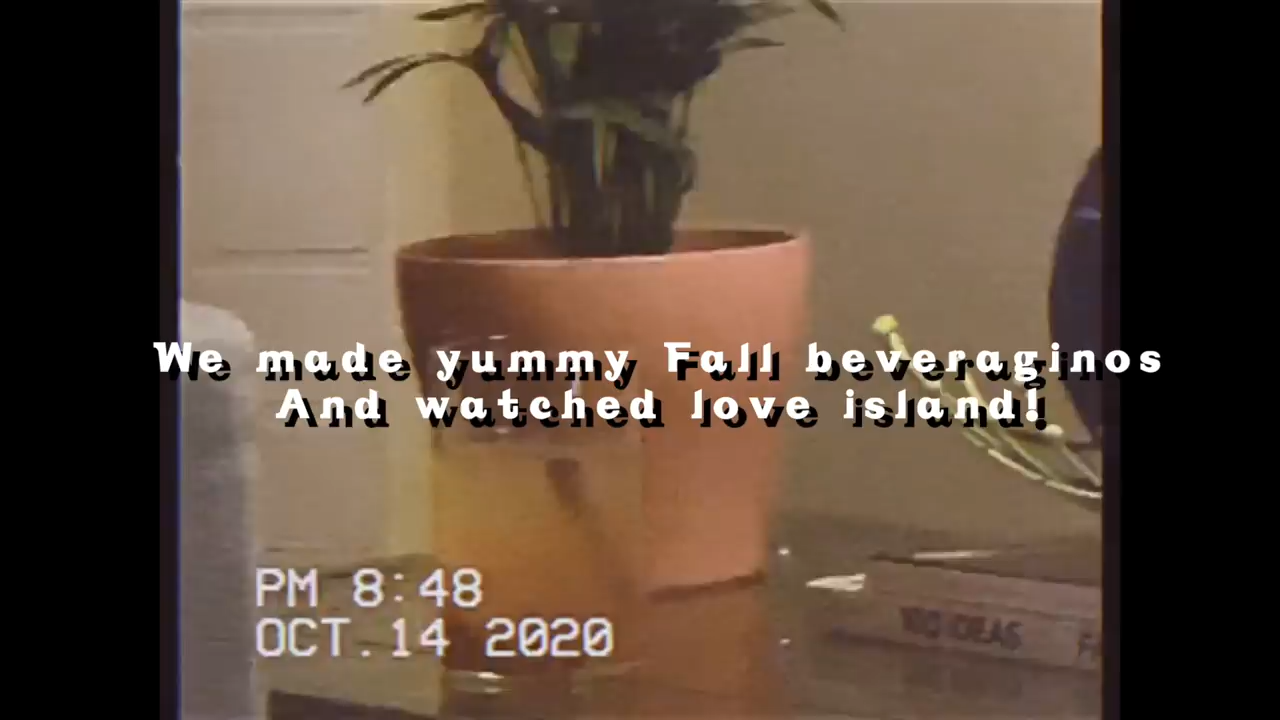 We made yummy Fall beveraginos
And watched love island!
PM 8:48
OCT.14 2020
100 IDEAS